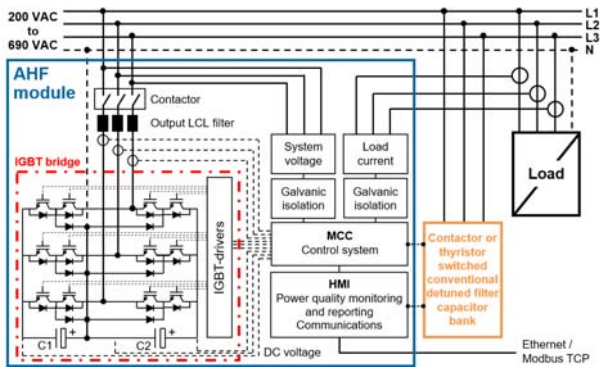 200 VAC
to
690 VAC
L1
L2
L3
N
AHF
module
Contactor
Output LCL filter
IGBT bridge
System
voltage
Load
current
Galvanic
isolation
Galvanic
isolation
Load
IGBT-drivers
MCC
Control system
HMI
Power quality monitoring
and reporting
Communications
Contactor or
thyristor
switched
conventional
detuned filter
capacitor
bank
C1
+
C2
+
DC voltage
Ethernet /
Modbus TCP